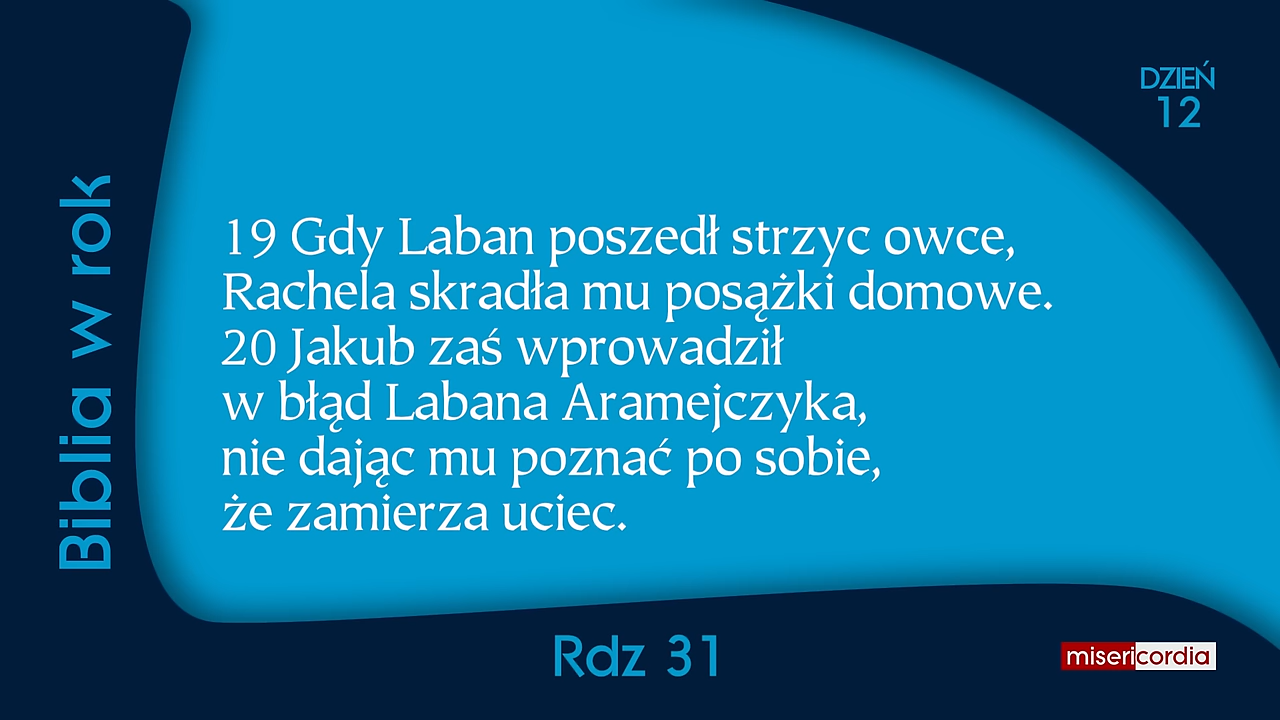 DZIEŃ
12
Biblia w rok
19 Gdy Laban poszedł strzyc owce,
Rachela skradła mu posążki domowe.
20 Jakub zaś wprowadził
w błąd Labana Aramejczyka,
nie dając mu poznać po sobie,
że zamierza uciec.
Rdz 31
misericordia